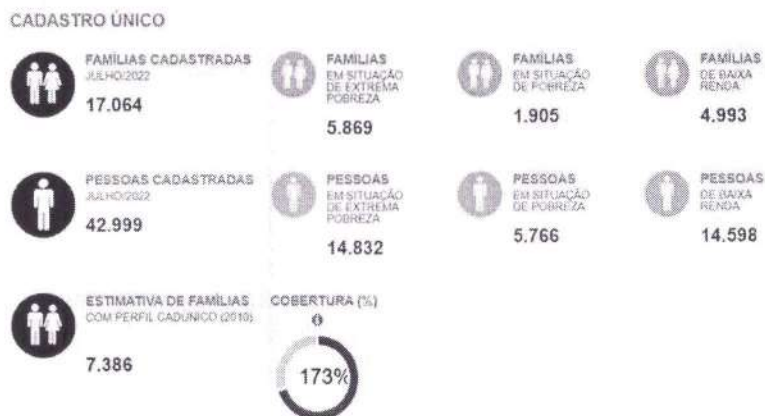 CADASTRO ÚNICO
FAMÍLIAS CADASTRADAS
JULHO/2022
17.064
FAMÍLIAS
EM SITUAÇÃO
DE EXTREMA
POBREZA
5.869
FAMÍLIAS
EM SITUAÇÃO
DE POBREZA
1.905
FAMÍLIAS
DE BAIXA
RENDA
4.993
PESSOAS CADASTRADAS
JULHO/2022
42.999
PESSOAS
EM SITUAÇÃO
DE EXTREMA
POBREZA
14.832
PESSOAS
EM SITUAÇÃO
DE POBREZA
5.766
PESSOAS
DE BAIXA
RENDA
14.598
ESTIMATIVA DE FAMÍLIAS
COM PERFIL CADÚNICO (2010)
7.386
COBERTURA (%)
173%